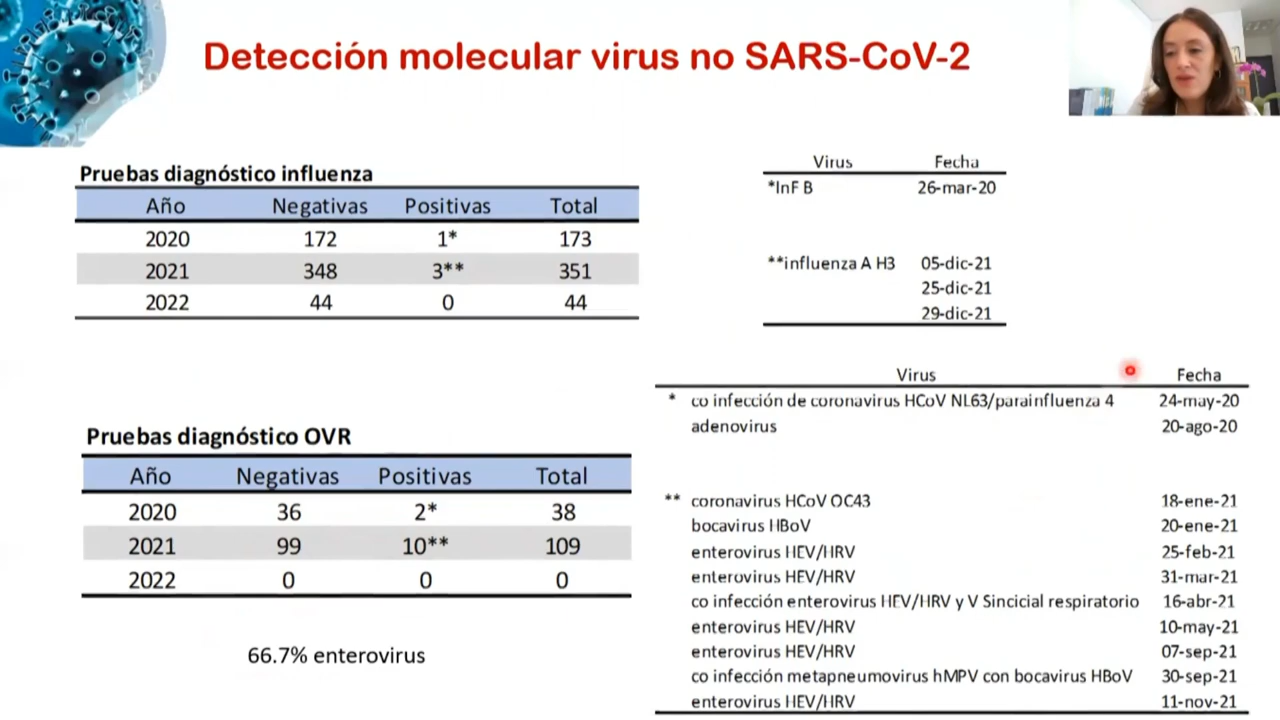 Detección molecular virus no SARS-CoV-2
Pruebas diagnóstico influenza
Año Negativas Positivas Total
2020 172 1* 173
2021 348 3** 351
2022 44 0 44
Virus Fecha
*InF B 26-mar-20
**influenza A H3 05-dic-21
25-dic-21
29-dic-21
Pruebas diagnóstico OVR
Año Negativas Positivas Total
2020 36 2* 38
2021 99 10** 109
2022 0 0 0
66.7% enterovirus
Virus Fecha
* co infección de coronavirus HCoV NL63/parainfluenza 4 24-may-20
adenovirus 20-ago-20
** coronavirus HCoV OC43 18-ene-21
bocavirus HBoV 20-ene-21
enterovirus HEV/HRV 25-feb-21
enterovirus HEV/HRV 31-mar-21
co infección enterovirus HEV/HRV y V Sincicial respiratorio 16-abr-21
enterovirus HEV/HRV 10-may-21
enterovirus HEV/HRV 07-sep-21
co infección metapneumovirus hMPV con bocavirus HBoV 30-sep-21
enterovirus HEV/HRV 11-nov-21